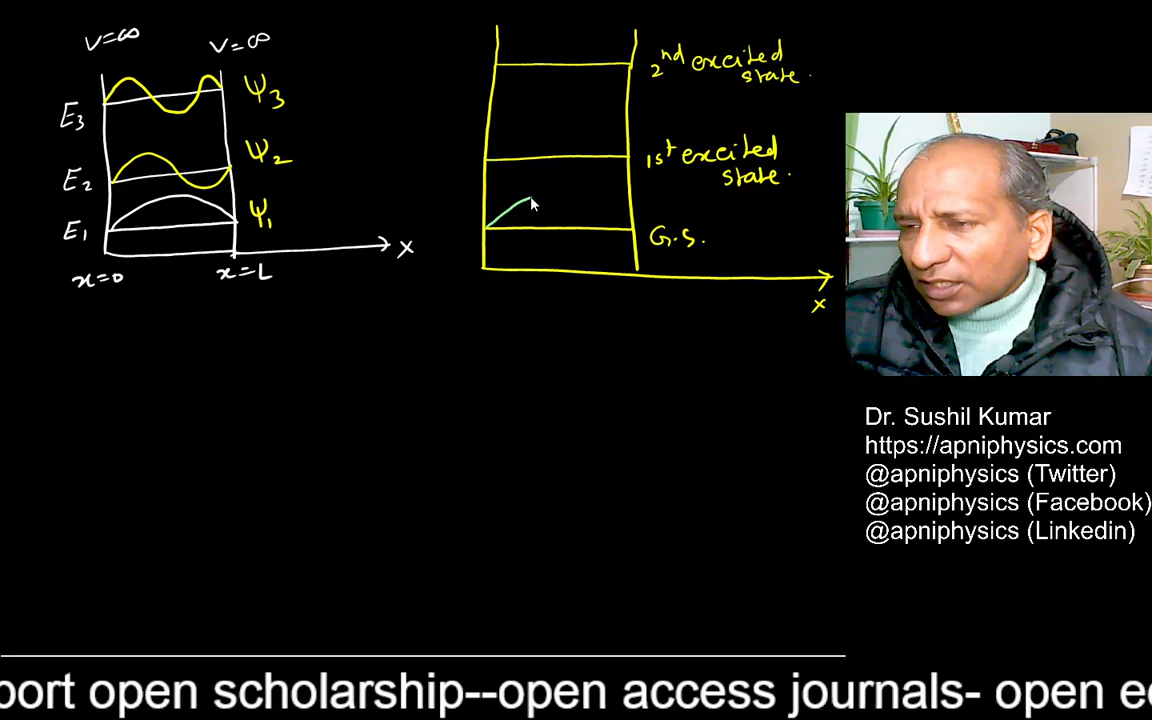 V=∞
V=∞
E3
ψ3
E2
ψ2
E1
ψ1
x=0
x=L
x
2nd excited
state.
1st excited
state.
G.S.
x
Dr. Sushil Kumar
https://apniphysics.com
@apniphysics (Twitter)
@apniphysics (Facebook)
@apniphysics (Linkedin)
port open scholarship--open access journals- open e